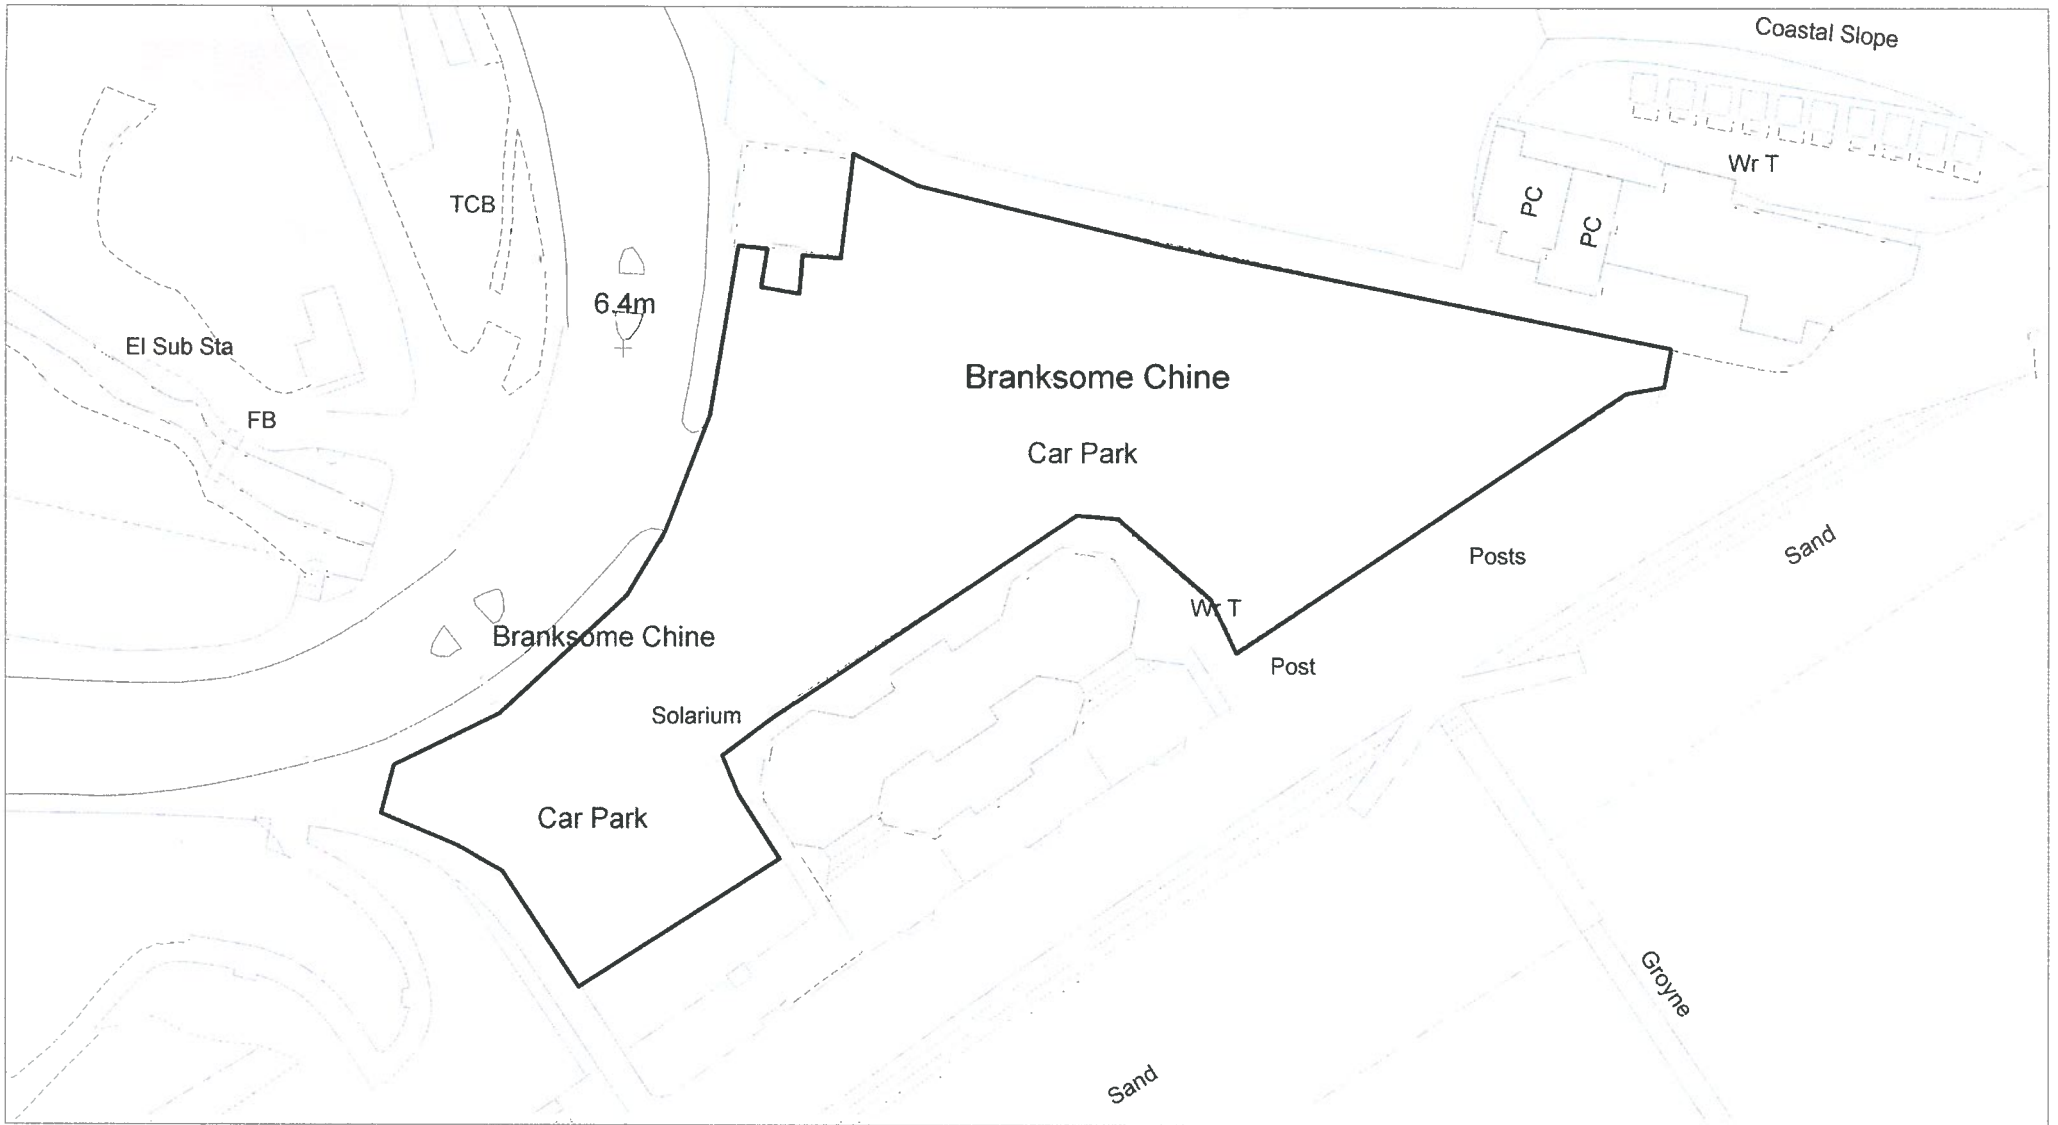 Coastal Slope
Wr T
PC
PC
TCB
6.4m
El Sub Sta
Branksome Chine
FB
Car Park
Sand
Posts
Wr T
Branksome Chine
Post
Solarium
Car Park
Groyne
Sand